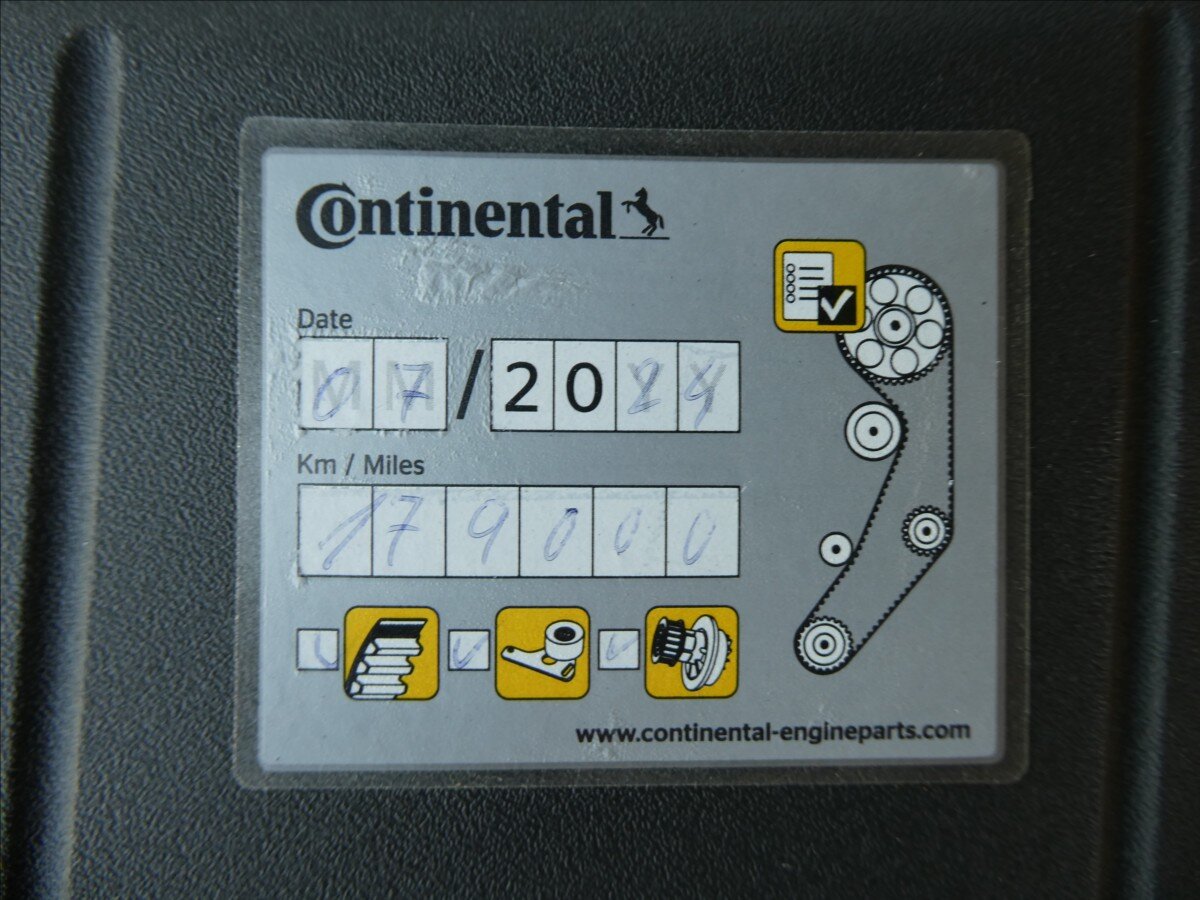 Continental
Date
07/2024
Km / Miles
179000
www.continental-engineparts.com